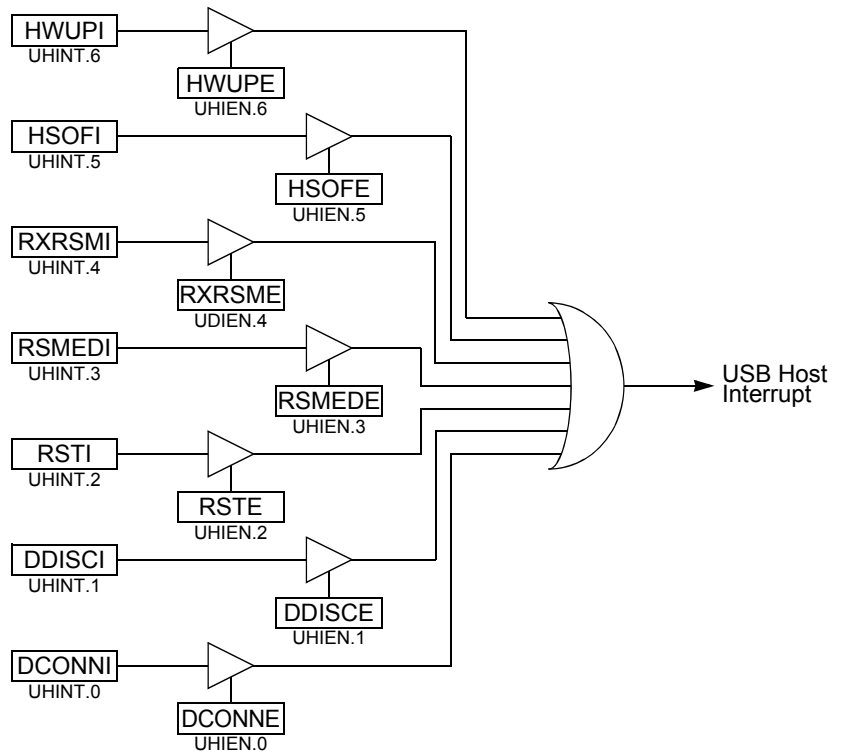 HWUPI
UHINT.6
HWUPE
UHIEN.6
HSOFI
UHINT.5
HSOFE
UHIEN.5
RXRSMI
UHINT.4
RXRSME
UDIEN.4
RSMEDI
UHINT.3
RSMEDE
UHIEN.3
USB Host
Interrupt
RSTI
UHINT.2
RSTE
UHIEN.2
DDISCI
UHINT.1
DDISCE
UHIEN.1
DCONNI
UHINT.0
DCONNE
UHIEN.0